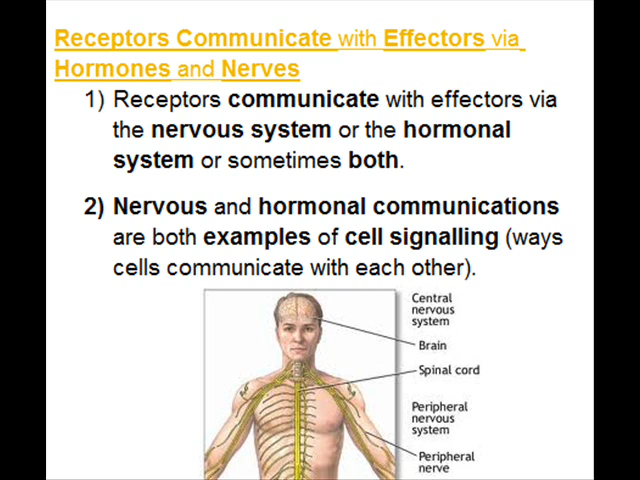 Receptors Communicate with Effectors via
Hormones and Nerves
1) Receptors communicate with effectors via
the nervous system or the hormonal
system or sometimes both.
2) Nervous and hormonal communications
are both examples of cell signalling (ways
cells communicate with each other).
Central
nervous
system
Brain
Spinal cord
Peripheral
nervous
system
Peripheral
nerve